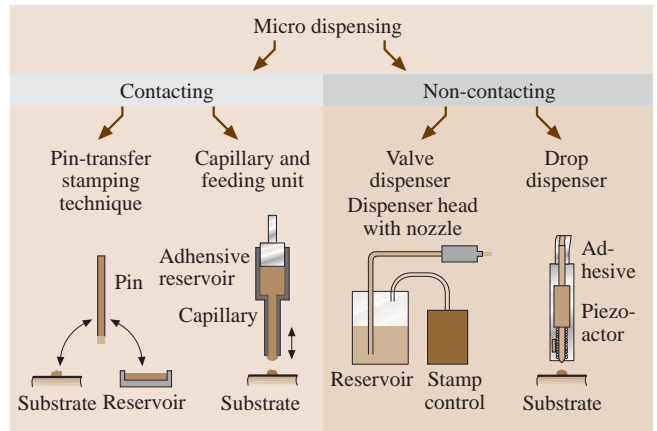 Micro dispensing
Contacting
Non-contacting
Pin-transfer
stamping
technique
Capillary and
feeding unit
Valve
dispenser
Drop
dispenser
Pin
Substrate
Reservoir
Adhensive
reservoir
Capillary
Substrate
Dispenser head
with nozzle
Reservoir
Stamp
control
Ad-
hesive
Piezo-
actor
Substrate